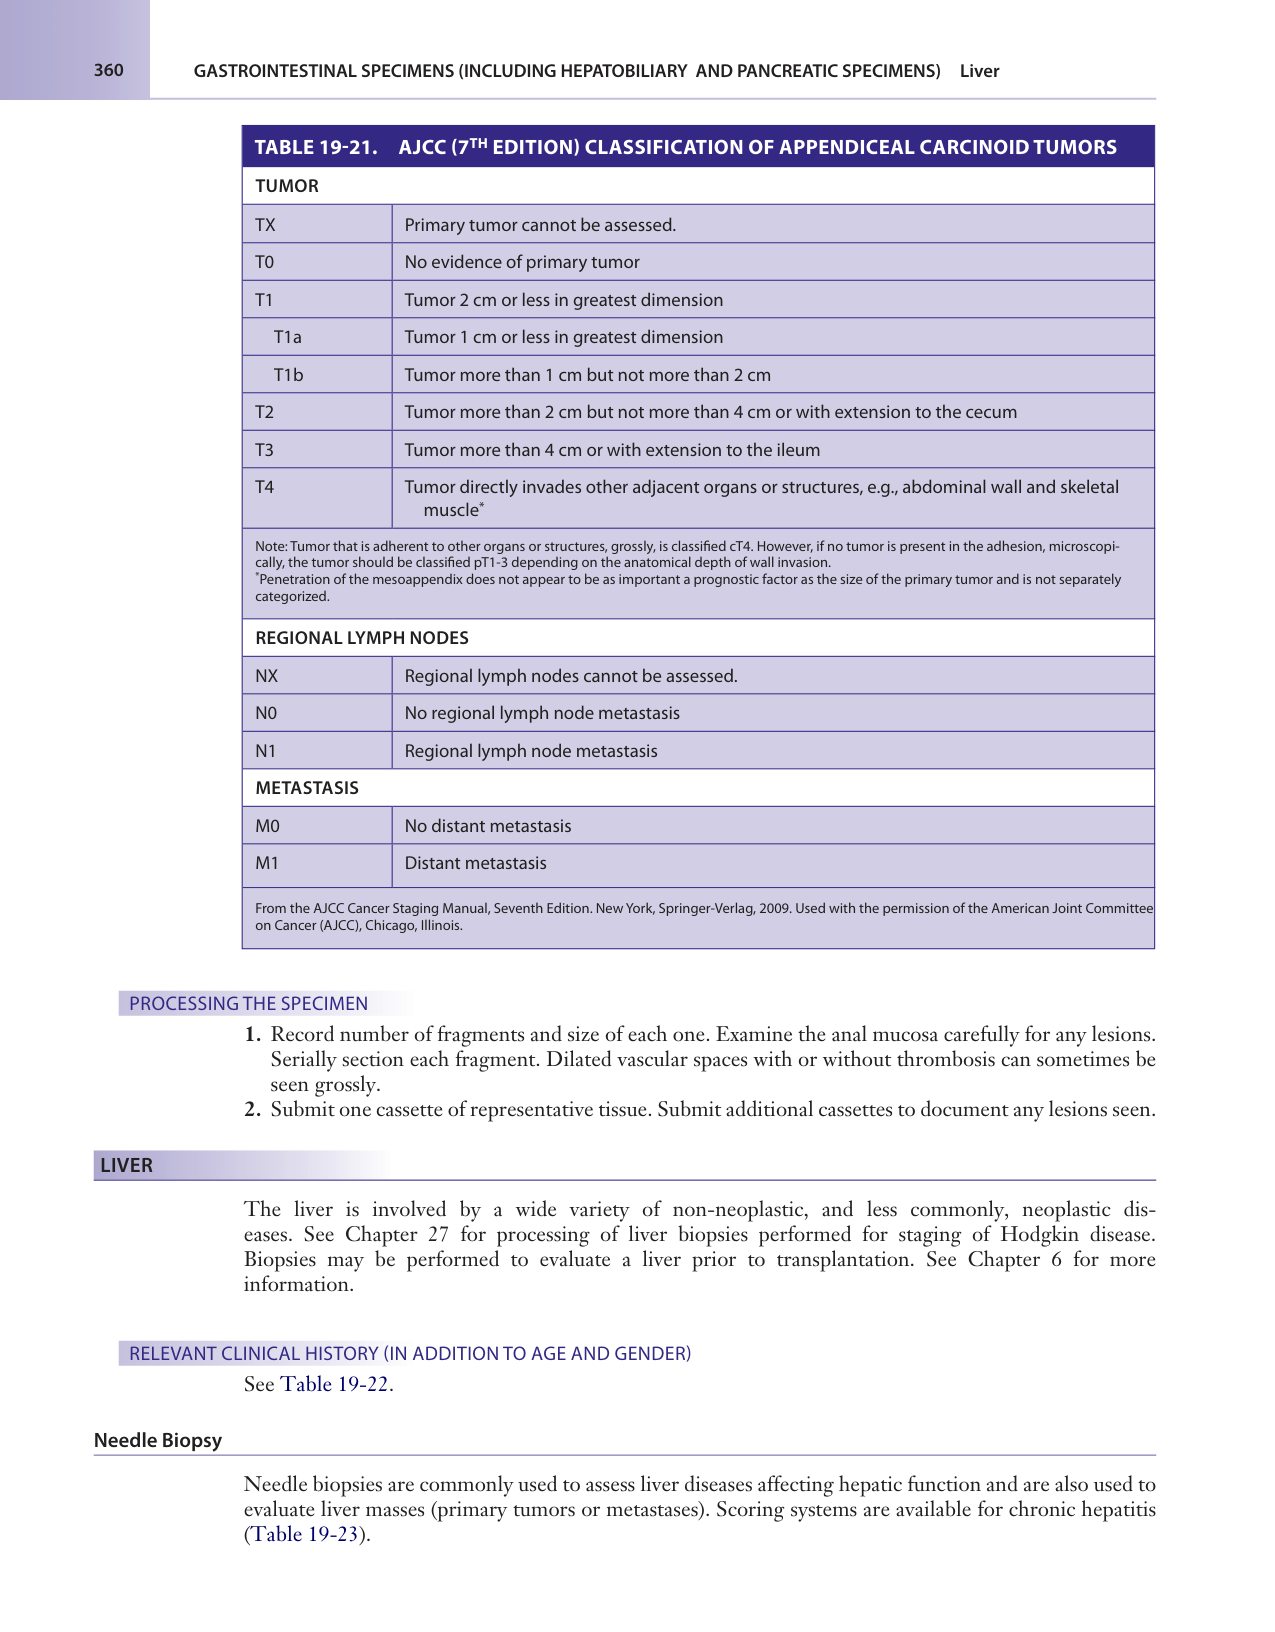 360 GASTROINTESTINAL SPECIMENS (INCLUDING HEPATOBILIARY AND PANCREATIC SPECIMENS) Liver
TABLE 19-21. AJCC (7TH EDITION) CLASSIFICATION OF APPENDICEAL CARCINOID TUMORS
TUMOR
TX Primary tumor cannot be assessed.
T0 No evidence of primary tumor
T1 Tumor 2 cm or less in greatest dimension
T1a Tumor 1 cm or less in greatest dimension
T1b Tumor more than 1 cm but not more than 2 cm
T2 Tumor more than 2 cm but not more than 4 cm or with extension to the cecum
T3 Tumor more than 4 cm or with extension to the ileum
T4 Tumor directly invades other adjacent organs or structures, e.g., abdominal wall and skeletal
muscle*
Note: Tumor that is adherent to other organs or structures, grossly, is classified cT4. However, if no tumor is present in the adhesion, microscopi-
cally, the tumor should be classified pT1-3 depending on the anatomical depth of wall invasion.
*Penetration of the mesoappendix does not appear to be as important a prognostic factor as the size of the primary tumor and is not separately
categorized.
REGIONAL LYMPH NODES
NX Regional lymph nodes cannot be assessed.
N0 No regional lymph node metastasis
N1 Regional lymph node metastasis
METASTASIS
M0 No distant metastasis
M1 Distant metastasis
From the AJCC Cancer Staging Manual, Seventh Edition. New York, Springer-Verlag, 2009. Used with the permission of the American Joint Committee
on Cancer (AJCC), Chicago, Illinois.
PROCESSING THE SPECIMEN
1. Record number of fragments and size of each one. Examine the anal mucosa carefully for any lesions.
Serially section each fragment. Dilated vascular spaces with or without thrombosis can sometimes be
seen grossly.
2. Submit one cassette of representative tissue. Submit additional cassettes to document any lesions seen.
LIVER
The liver is involved by a wide variety of non-neoplastic, and less commonly, neoplastic dis-
eases. See Chapter 27 for processing of liver biopsies performed for staging of Hodgkin disease.
Biopsies may be performed to evaluate a liver prior to transplantation. See Chapter 6 for more
information.
RELEVANT CLINICAL HISTORY (IN ADDITION TO AGE AND GENDER)
See Table 19-22.
Needle Biopsy
Needle biopsies are commonly used to assess liver diseases affecting hepatic function and are also used to
evaluate liver masses (primary tumors or metastases). Scoring systems are available for chronic hepatitis
(Table 19-23).